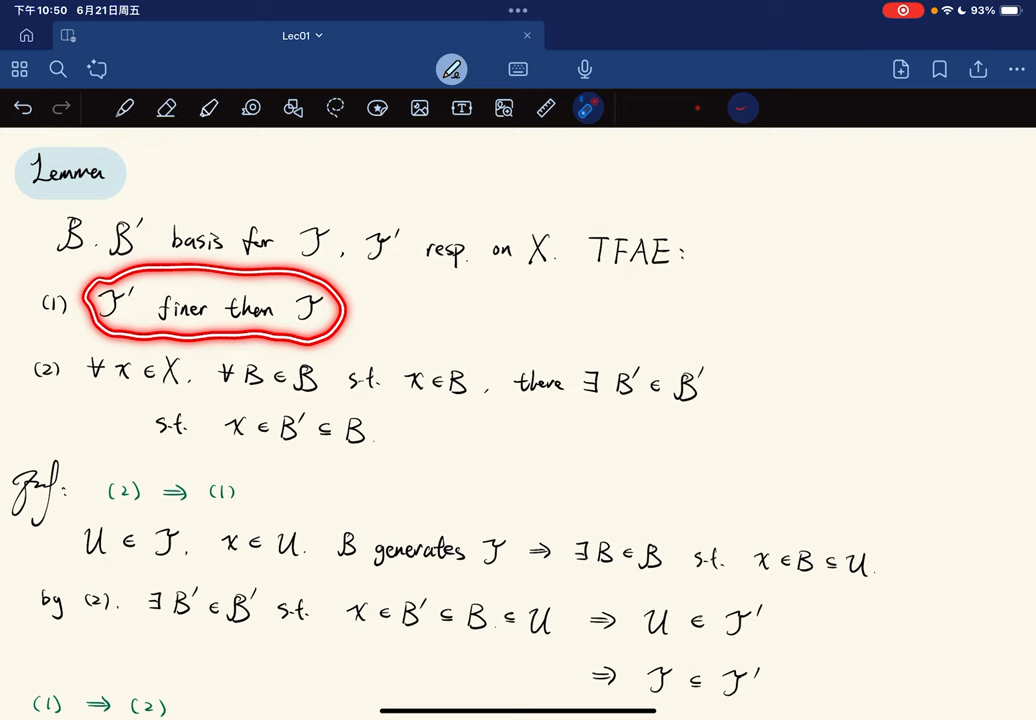 下午10:50 6月21日周五
93%
Lec01
Lemma
B. B' basis for T, T' resp. on X. TFAE:
(1) T' finer then T
(2) ∀ x ∈ X. ∀ B ∈ B s.t. x ∈ B, there ∃ B' ∈ B'
s.t. x ∈ B' ⊆ B.
Prf:
(2) ⇒ (1)
U ∈ T, x ∈ U. B generates T ⇒ ∃ B ∈ B s.t. x ∈ B ⊆ U.
by (2). ∃ B' ∈ B' s.t. x ∈ B' ⊆ B ⊆ U ⇒ U ∈ T'
⇒ T ⊆ T'
(1) ⇒ (2)